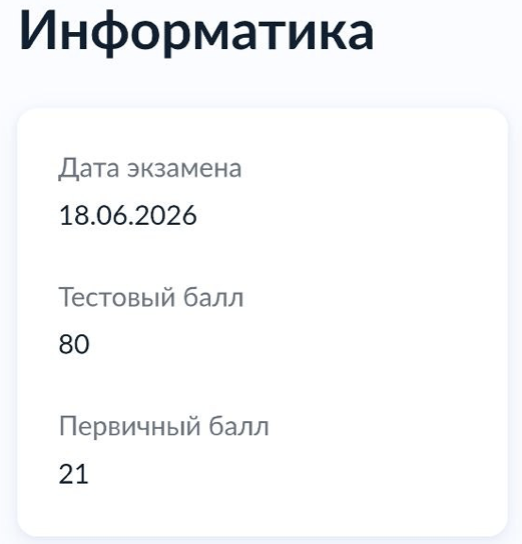 Информатика
Дата экзамена
18.06.2026
Тестовый балл
80
Первичный балл
21